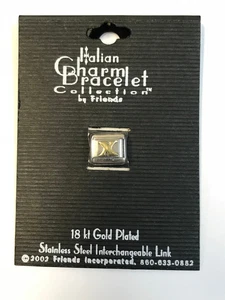 Italian
Charm
Bracelet
Collection™
by Friends
18 kt Gold Plated
Stainless Steel Interchangeable Link
©2002 Friends Incorporated, 860-633-0882